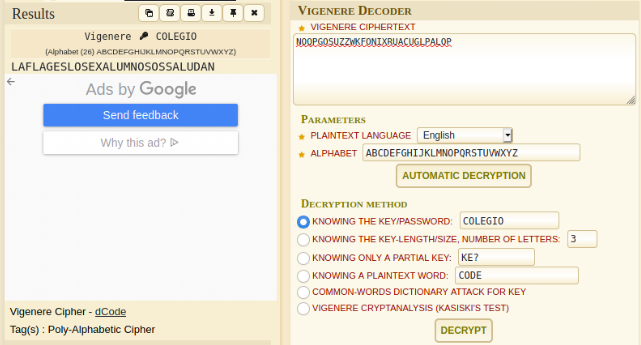 Results
Vigenere COLEGIO
(Alphabet (26) ABCDEFGHIJKLMNOPQRSTUVWXYZ)
LAFLAGESLOSEXALUMNOSOSSALUDAN
Ads by Google
Send feedback
Why this ad?
Vigenere Cipher - dCode
Tag(s) : Poly-Alphabetic Cipher
VIGENERE DECODER
VIGENERE CIPHERTEXT
NOQPGOSUZZWKFONIXRUACUGLPALOP
PARAMETERS
PLAINTEXT LANGUAGE English
ALPHABET ABCDEFGHIJKLMNOPQRSTUVWXYZ
AUTOMATIC DECRYPTION
DECRYPTION METHOD
KNOWING THE KEY/PASSWORD: COLEGIO
KNOWING THE KEY-LENGTH/SIZE, NUMBER OF LETTERS: 3
KNOWING ONLY A PARTIAL KEY: KE?
KNOWING A PLAINTEXT WORD: CODE
COMMON-WORDS DICTIONARY ATTACK FOR KEY
VIGENERE CRYPTANALYSIS (KASISKI'S TEST)
DECRYPT